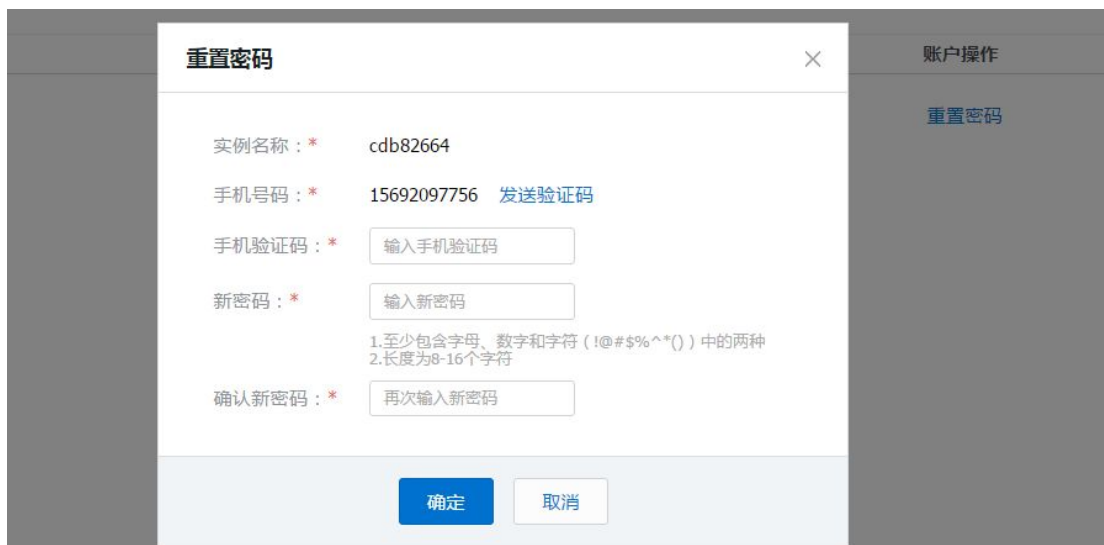 重置密码
账户操作
重置密码
实例名称：* cdb82664
手机号码：* 15692097756 发送验证码
手机验证码：* 输入手机验证码
新密码：* 输入新密码
1.至少包含字母、数字和字符（!@#$%^*()）中的两种
2.长度为8-16个字符
确认新密码：* 再次输入新密码
确定 取消